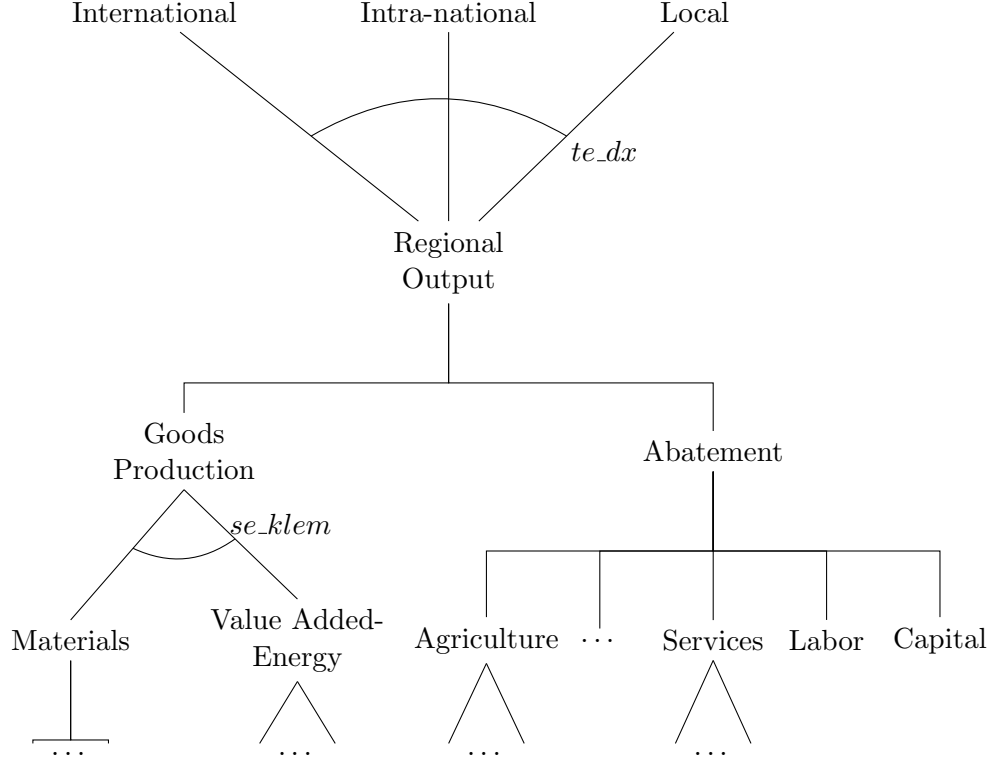 International Intra-national Local
te_dx
Regional
Output
Goods
Production
Abatement
se_klem
Materials
Value Added-
Energy
Agriculture ... Services Labor Capital
... ... ... ...